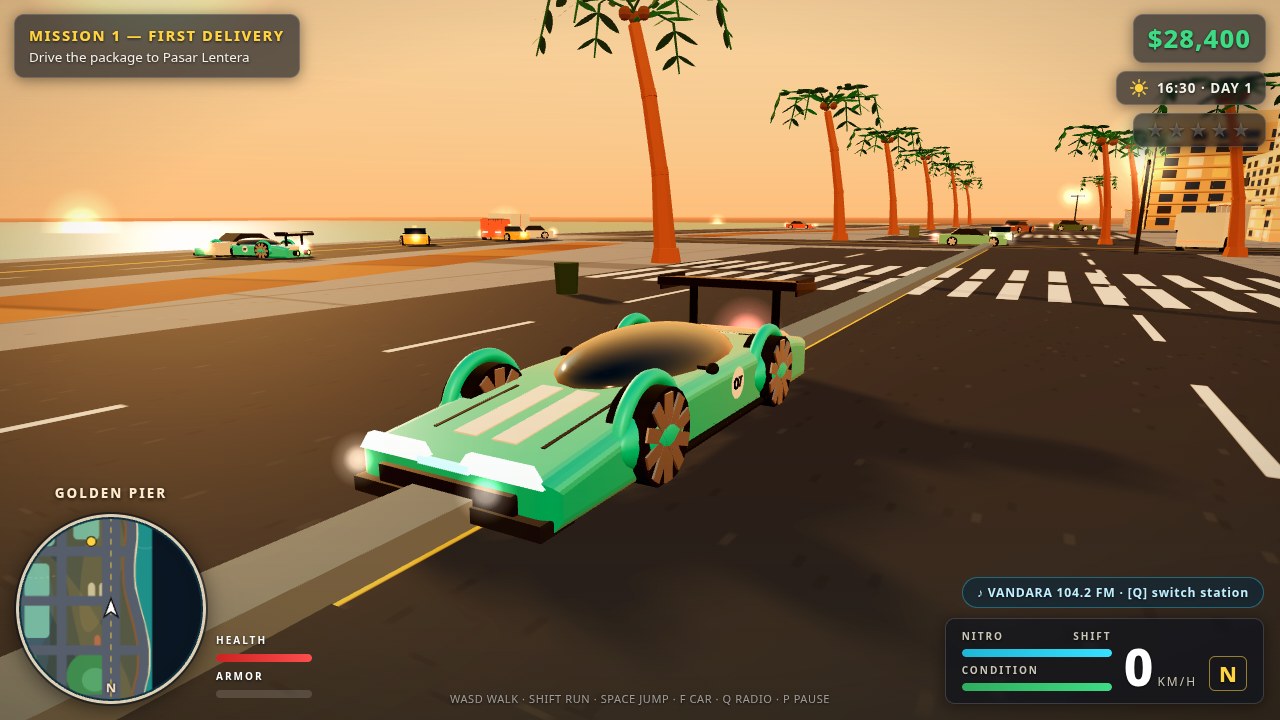 MISSION 1 — FIRST DELIVERY
Drive the package to Pasar Lentera
$28,400
16:30 · DAY 1
GOLDEN PIER
N
HEALTH
ARMOR
♪ VANDARA 104.2 FM · [Q] switch station
NITRO SHIFT
CONDITION
0 KM/H N
WASD WALK · SHIFT RUN · SPACE JUMP · F CAR · Q RADIO · P PAUSE